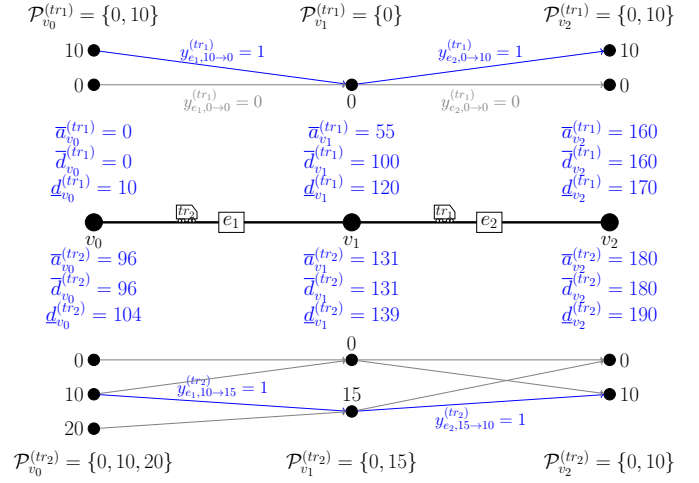 𝒫_{v_0}^{(tr_1)} = {0, 10} 𝒫_{v_1}^{(tr_1)} = {0} 𝒫_{v_2}^{(tr_1)} = {0, 10}
10 y_{e_1,10→0}^{(tr_1)} = 1 y_{e_2,0→10}^{(tr_1)} = 1 10
0 y_{e_1,0→0}^{(tr_1)} = 0 0 y_{e_2,0→0}^{(tr_1)} = 0 0
a̅_{v_0}^{(tr_1)} = 0 a̅_{v_1}^{(tr_1)} = 55 a̅_{v_2}^{(tr_1)} = 160
d̅_{v_0}^{(tr_1)} = 0 d̅_{v_1}^{(tr_1)} = 100 d̅_{v_2}^{(tr_1)} = 160
d̲_{v_0}^{(tr_1)} = 10 d̲_{v_1}^{(tr_1)} = 120 d̲_{v_2}^{(tr_1)} = 170
tr_2 e_1 tr_1 e_2
v_0 v_1 v_2
a̅_{v_0}^{(tr_2)} = 96 a̅_{v_1}^{(tr_2)} = 131 a̅_{v_2}^{(tr_2)} = 180
d̅_{v_0}^{(tr_2)} = 96 d̅_{v_1}^{(tr_2)} = 131 d̅_{v_2}^{(tr_2)} = 180
d̲_{v_0}^{(tr_2)} = 104 d̲_{v_1}^{(tr_2)} = 139 d̲_{v_2}^{(tr_2)} = 190
0 0 0
10 y_{e_1,10→15}^{(tr_2)} = 1 15 10
20 y_{e_2,15→10}^{(tr_2)} = 1
𝒫_{v_0}^{(tr_2)} = {0, 10, 20} 𝒫_{v_1}^{(tr_2)} = {0, 15} 𝒫_{v_2}^{(tr_2)} = {0, 10}